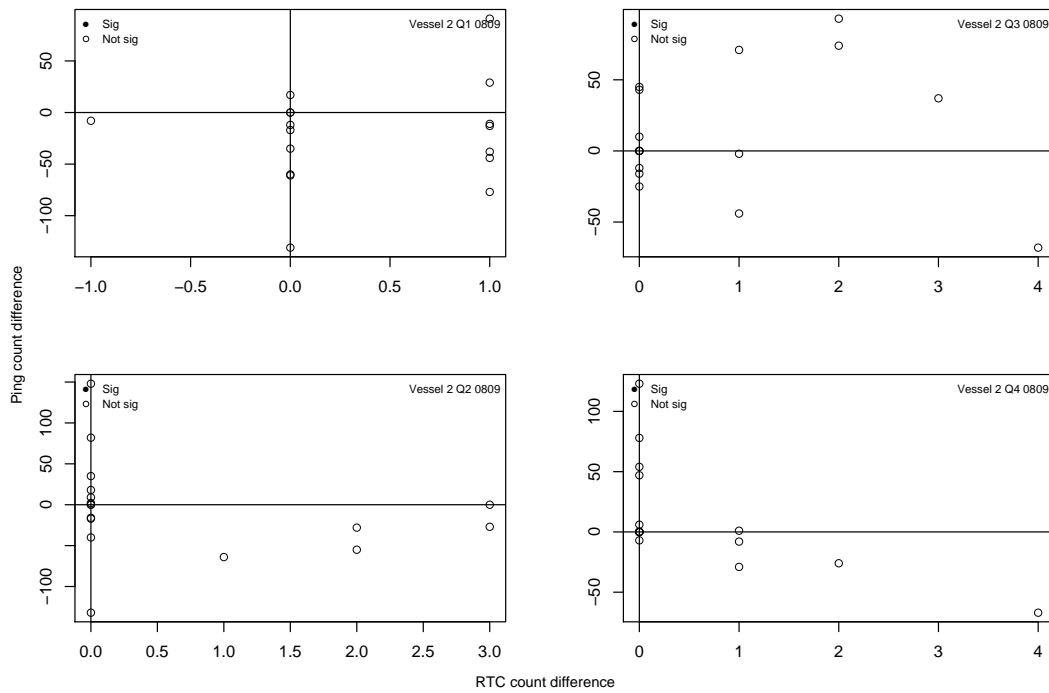 Sig
Not sig
Vessel 2 Q1 0809
50
0
−50
−100
−1.0 −0.5 0.0 0.5 1.0
Sig
Not sig
Vessel 2 Q3 0809
50
0
−50
0 1 2 3 4
Ping count difference
Sig
Not sig
Vessel 2 Q2 0809
100
50
0
−100
0.0 0.5 1.0 1.5 2.0 2.5 3.0
Sig
Not sig
Vessel 2 Q4 0809
100
50
0
−50
0 1 2 3 4
RTC count difference